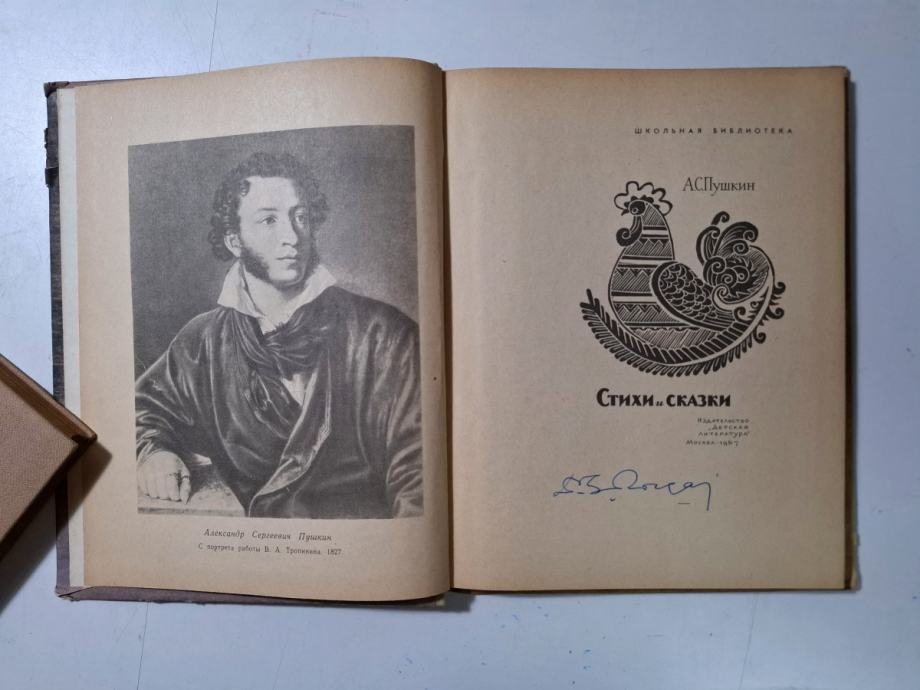 Александр Сергеевич Пушкин
С портрета работы В. А. Тропинина. 1827.
ШКОЛЬНАЯ БИБЛИОТЕКА
А.С.Пушкин
Стихи и сказки
Издательство
„Детская
литература"
Москва · 1967